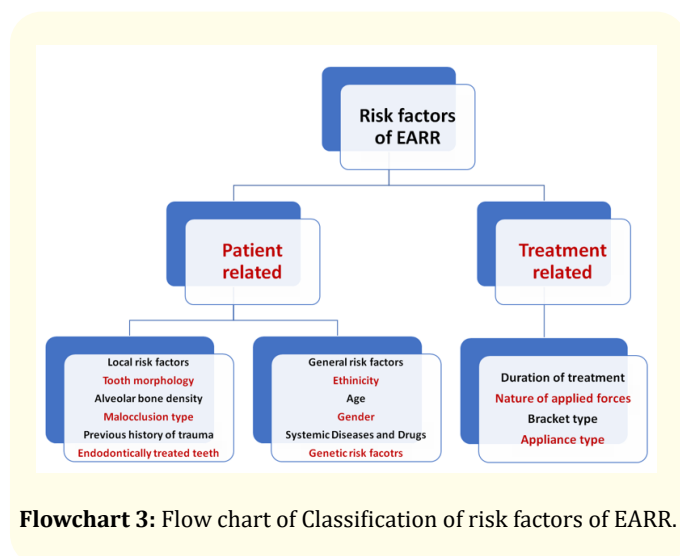 Risk factors
of EARR
Patient
related
Treatment
related
Local risk factors
Tooth morphology
Alveolar bone density
Malocclusion type
Previous history of trauma
Endodontically treated teeth
General risk factors
Ethinicity
Age
Gender
Systemic Diseases and Drugs
Genetic risk facotrs
Duration of treatment
Nature of applied forces
Bracket type
Appliance type
Flowchart 3: Flow chart of Classification of risk factors of EARR.